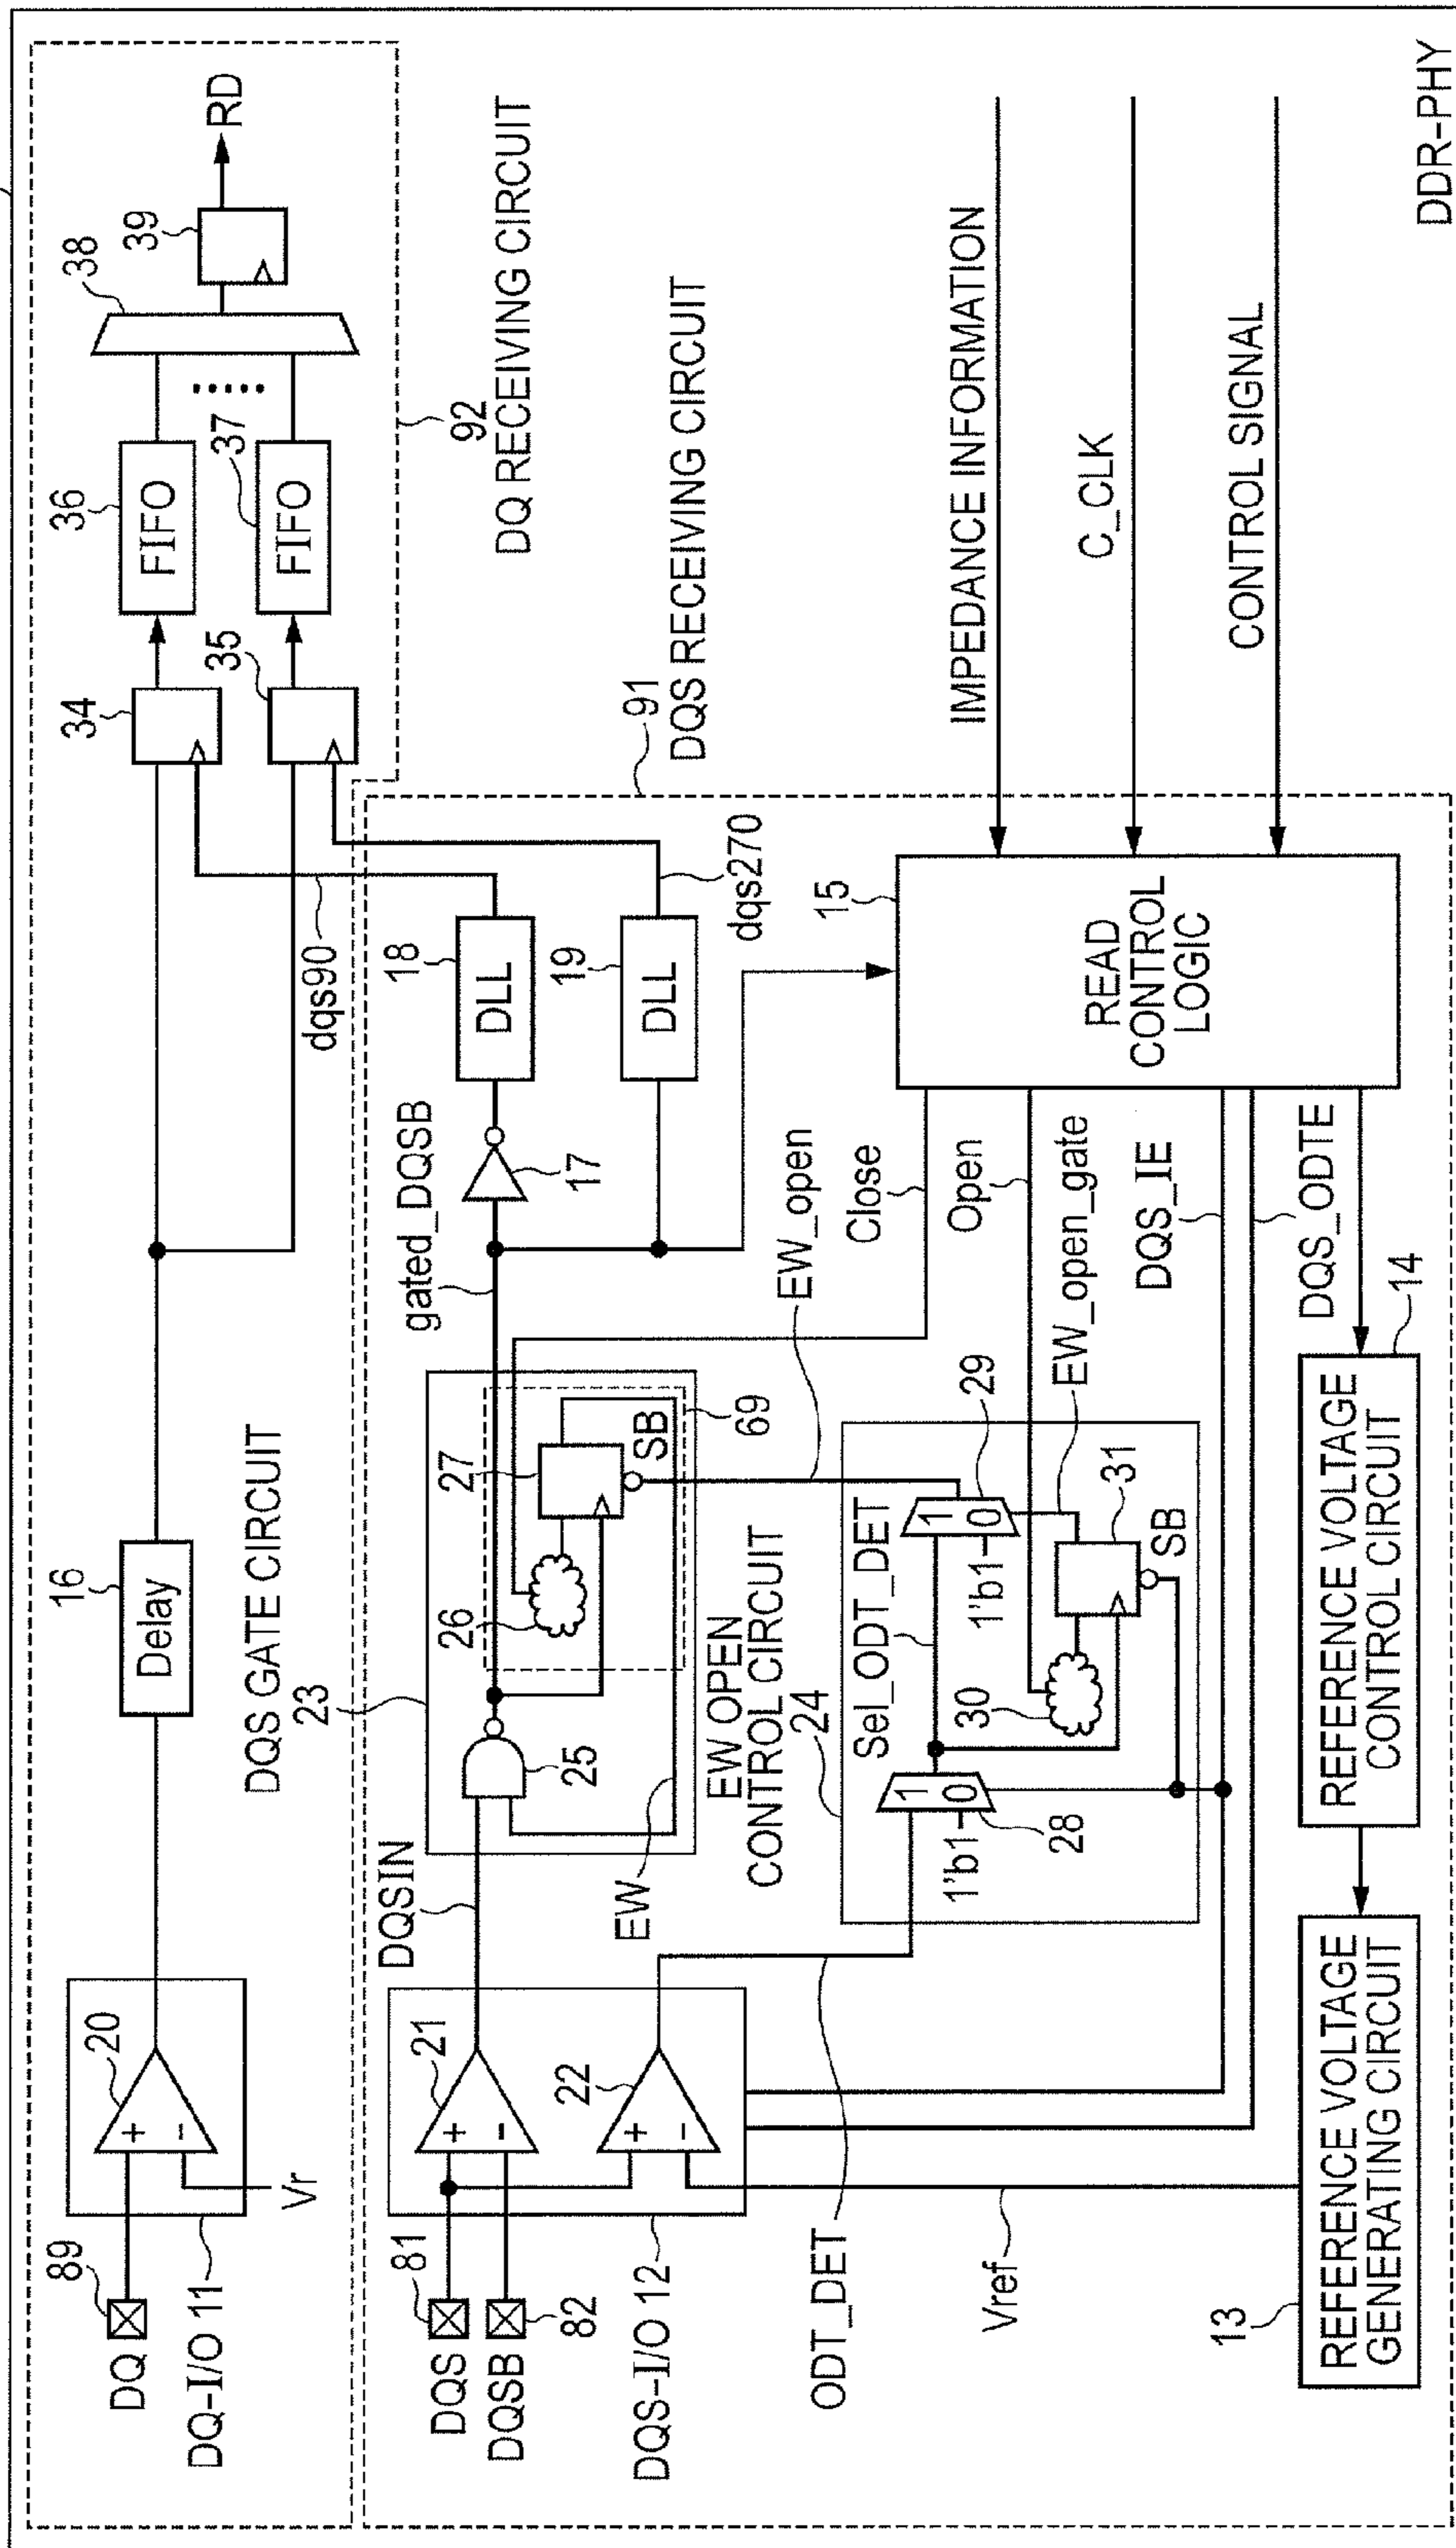 DDR-PHY
89
DQ
DQ-I/O 11
20
+
-
Vr
16
Delay
34
35
36
FIFO
37
FIFO
38
39
RD
92
DQ RECEIVING CIRCUIT
DQS GATE CIRCUIT
23
dqs90
91
DQS RECEIVING CIRCUIT
81
DQS
DQSB
82
DQS-I/O 12
21
+
-
22
+
-
DQSIN
25
26
27
SB
69
EW
gated_DQSB
17
18
DLL
19
DLL
dqs270
EW OPEN
CONTROL CIRCUIT
24
EW_open
Close
Open
EW_open_gate
Sel_ODT_DET
1
0
1'b1
28
1
0
1'b1
29
30
31
SB
ODT_DET
Vref
DQS_IE
DQS_ODTE
15
READ
CONTROL
LOGIC
IMPEDANCE INFORMATION
C_CLK
CONTROL SIGNAL
13
REFERENCE VOLTAGE
GENERATING CIRCUIT
14
REFERENCE VOLTAGE
CONTROL CIRCUIT